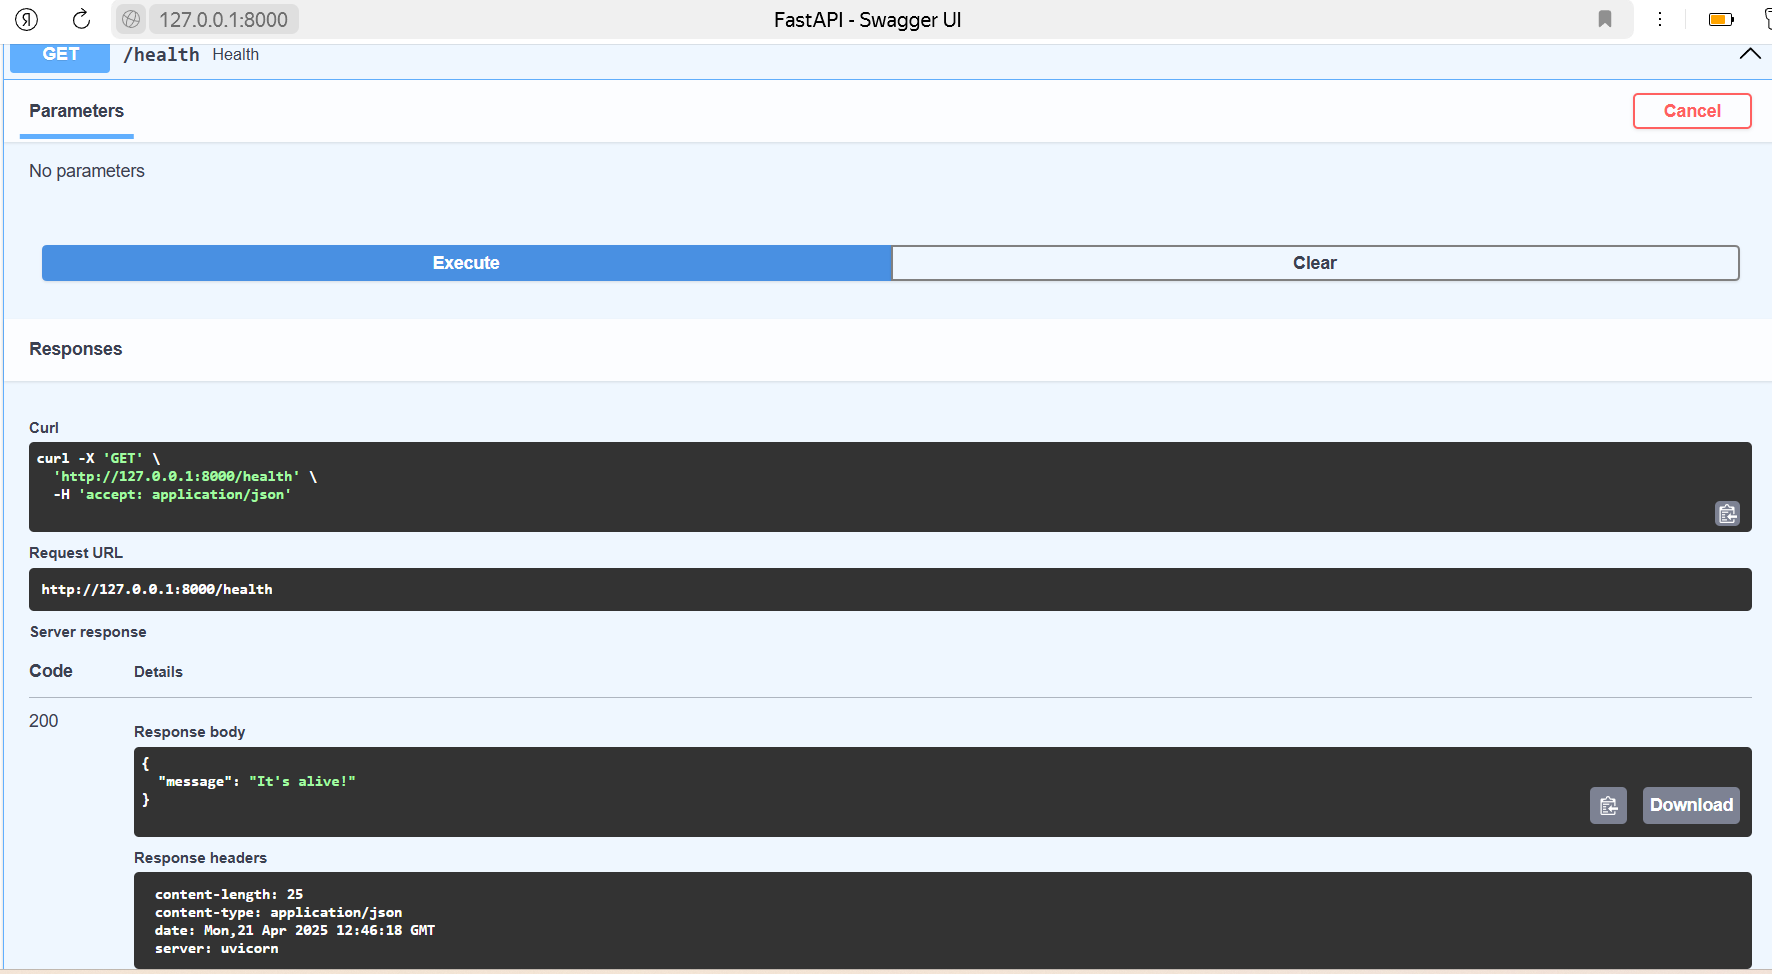 127.0.0.1:8000
FastAPI - Swagger UI
GET /health Health
Parameters
Cancel
No parameters
Execute
Clear
Responses
Curl
curl -X 'GET' \
'http://127.0.0.1:8000/health' \
-H 'accept: application/json'
Request URL
http://127.0.0.1:8000/health
Server response
Code Details
200
Response body
{
"message": "It's alive!"
}
Download
Response headers
content-length: 25
content-type: application/json
date: Mon,21 Apr 2025 12:46:18 GMT
server: uvicorn